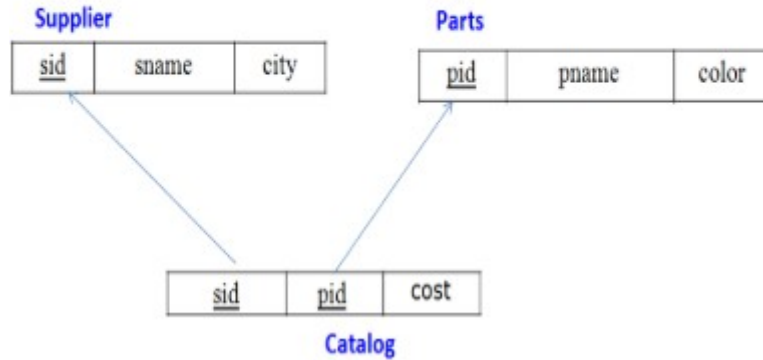 Supplier
sid sname city
Parts
pid pname color
sid pid cost
Catalog